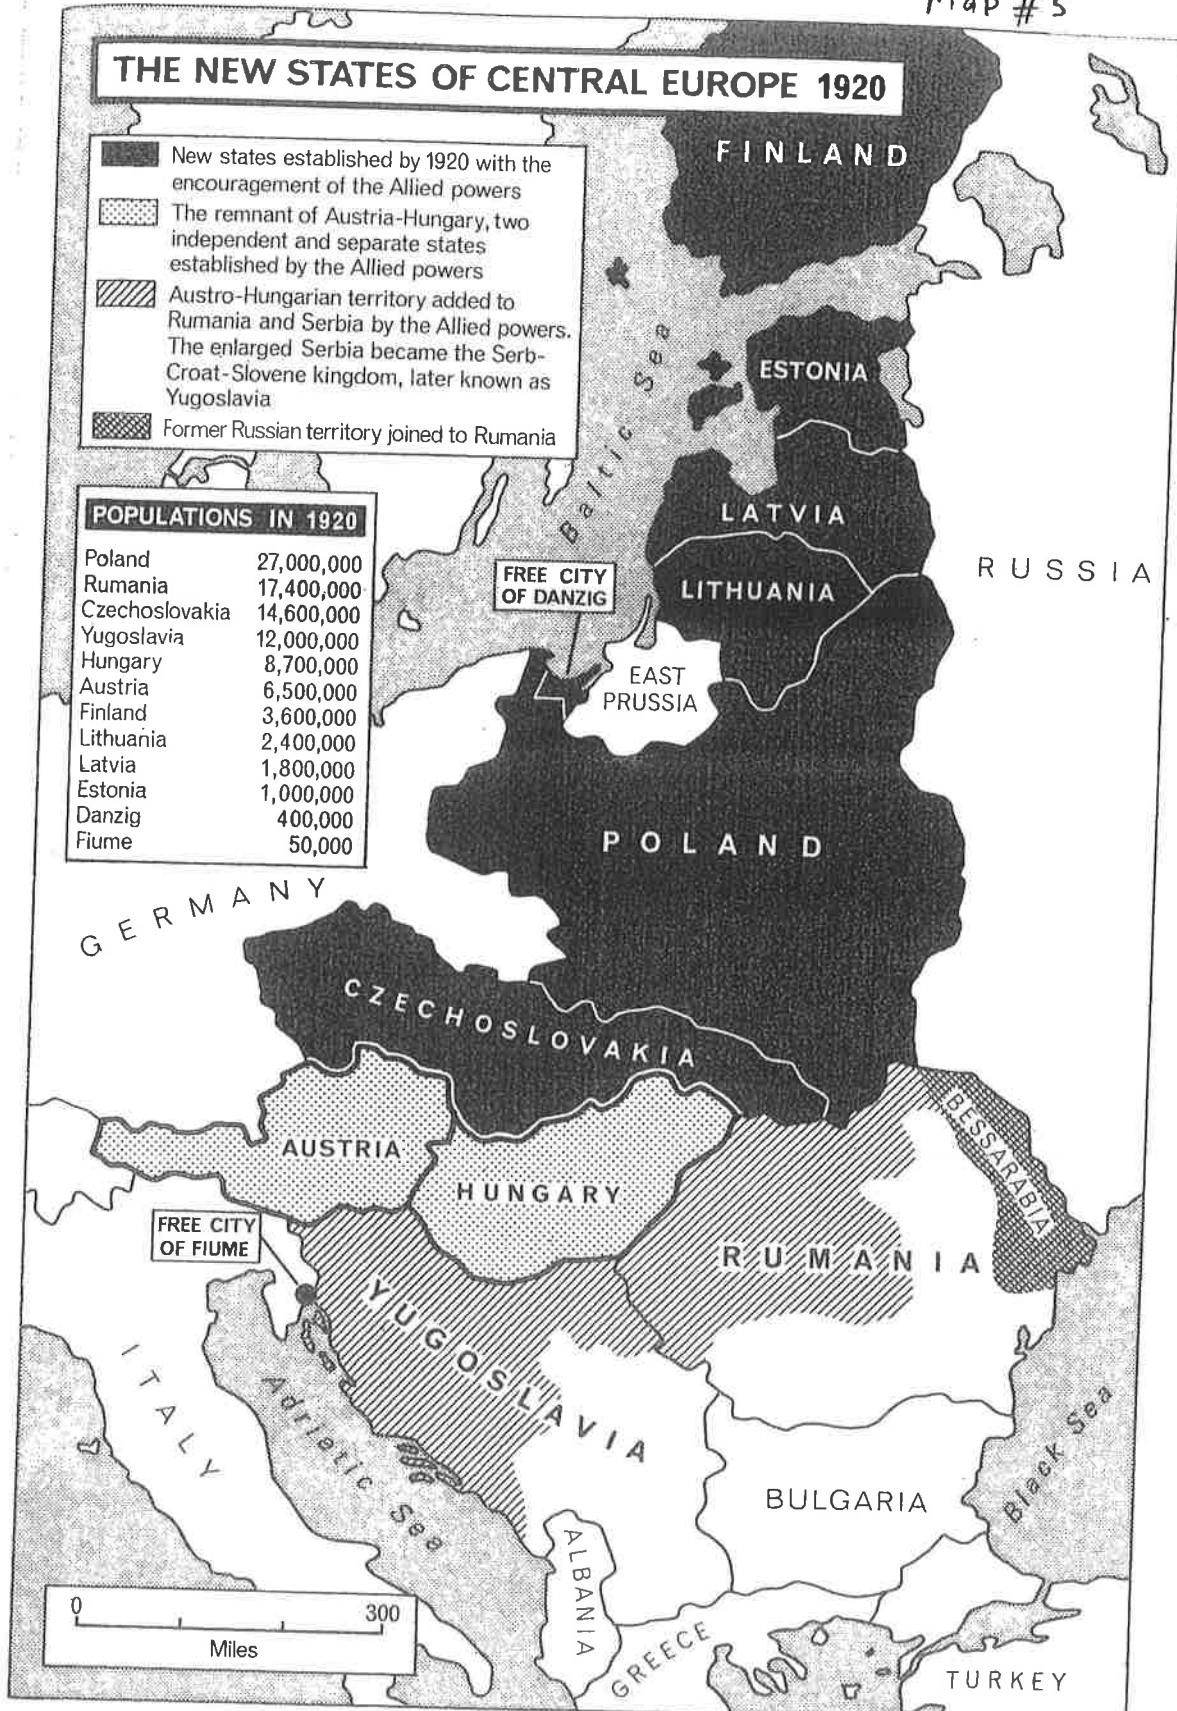 Map # 5
THE NEW STATES OF CENTRAL EUROPE 1920
New states established by 1920 with the
encouragement of the Allied powers
The remnant of Austria-Hungary, two
independent and separate states
established by the Allied powers
Austro-Hungarian territory added to
Rumania and Serbia by the Allied powers.
The enlarged Serbia became the Serb-
Croat-Slovene kingdom, later known as
Yugoslavia
Former Russian territory joined to Rumania
POPULATIONS IN 1920
Poland 27,000,000
Rumania 17,400,000
Czechoslovakia 14,600,000
Yugoslavia 12,000,000
Hungary 8,700,000
Austria 6,500,000
Finland 3,600,000
Lithuania 2,400,000
Latvia 1,800,000
Estonia 1,000,000
Danzig 400,000
Fiume 50,000
FINLAND
Baltic Sea
ESTONIA
LATVIA
LITHUANIA
RUSSIA
FREE CITY
OF DANZIG
EAST
PRUSSIA
POLAND
GERMANY
CZECHOSLOVAKIA
AUSTRIA
HUNGARY
BESSARABIA
FREE CITY
OF FIUME
RUMANIA
YUGOSLAVIA
ITALY
Adriatic Sea
BULGARIA
Black Sea
ALBANIA
GREECE
TURKEY
0 300
Miles